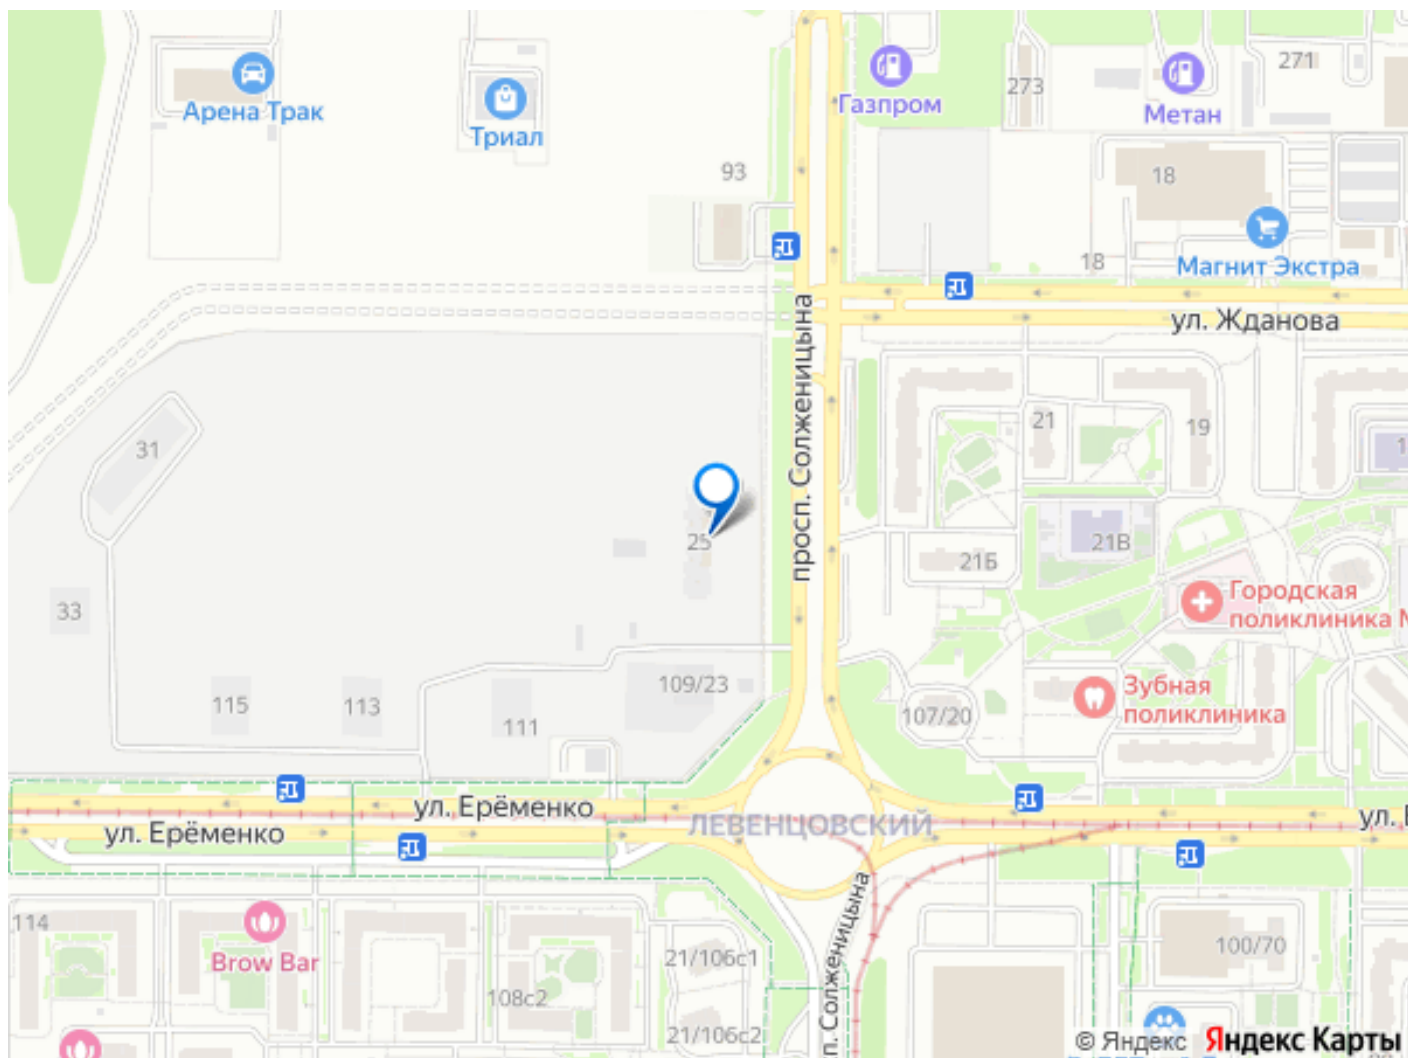 Арена Трак
Триал
Газпром
273
Метан
271
93
18
Магнит Экстра
18
ул. Жданова
просп. Солженицына
31
21
19
25
21В
21Б
33
Городская
поликлиника
109/23
115
113
111
107/20
Зубная
поликлиника
ул. Ерёменко
ул. Ерёменко
ЛЕВЕНЦОВСКИЙ
ул.
114
Brow Bar
108с2
21/106с1
21/106с2
п. Солженицына
100/70
© Яндекс Яндекс Карты